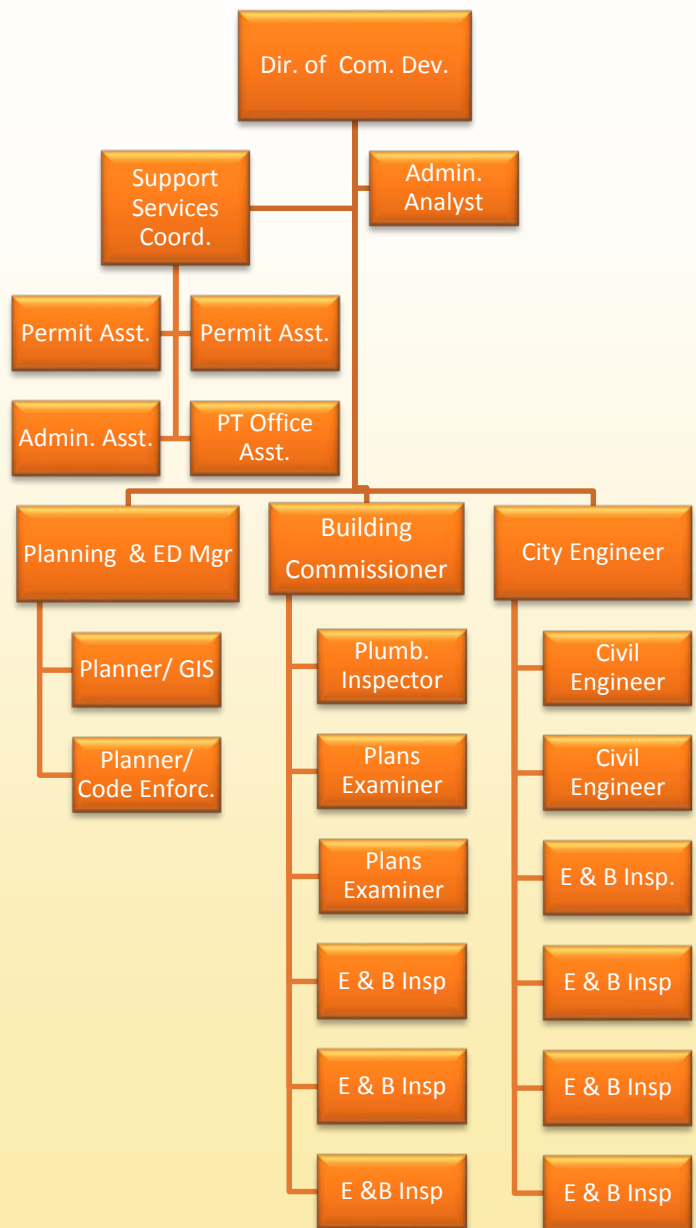 Dir. of Com. Dev.
Support
Services
Coord.
Admin.
Analyst
Permit Asst.
Permit Asst.
Admin. Asst.
PT Office
Asst.
Planning & ED Mgr
Planner/ GIS
Planner/
Code Enforc.
Building
Commissioner
Plumb.
Inspector
Plans
Examiner
Plans
Examiner
E & B Insp
E & B Insp
E &B Insp
City Engineer
Civil
Engineer
Civil
Engineer
E & B Insp.
E & B Insp
E & B Insp
E & B Insp